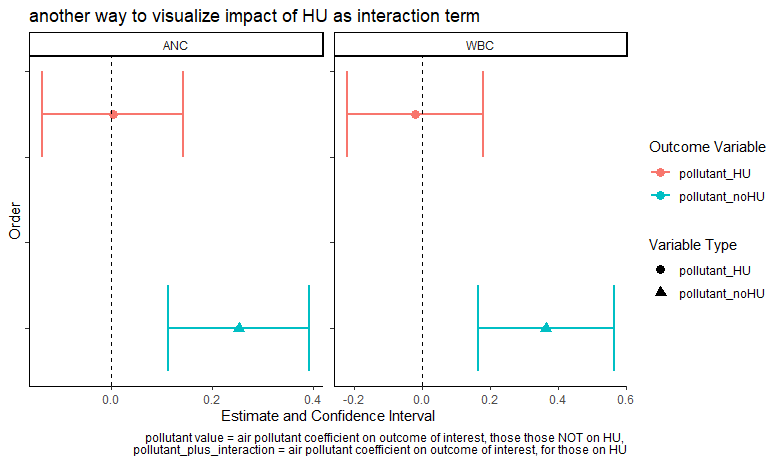 another way to visualize impact of HU as interaction term
ANC
WBC
Order
0.0
0.2
0.4
-0.2
0.0
0.2
0.4
0.6
Estimate and Confidence Interval
Outcome Variable
pollutant_HU
pollutant_noHU
Variable Type
pollutant_HU
pollutant_noHU
pollutant value = air pollutant coefficient on outcome of interest, those those NOT on HU,
pollutant_plus_interaction = air pollutant coefficient on outcome of interest, for those on HU